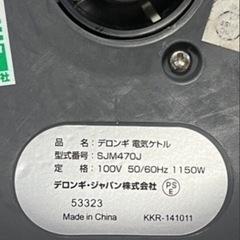 社
品名:デロンギ 電気ケトル
型式番号:SJM470J
定　格:100V 50/60Hz 1150W
デロンギ・ジャパン株式会社
PSE
53323
Made in China
KKR-141011